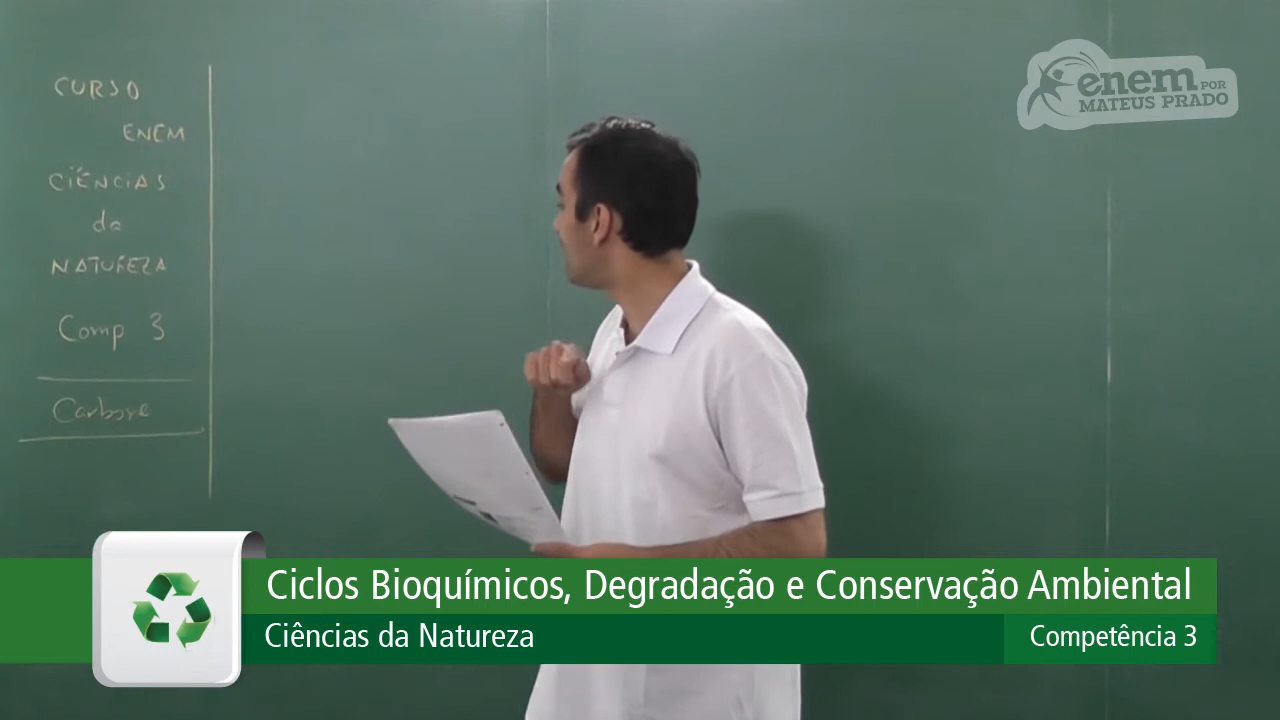 CURSO
ENEM
CIÊNCIAS
da
NATUREZA
Comp 3
Carbono
enem POR
MATEUS PRADO
Ciclos Bioquímicos, Degradação e Conservação Ambiental
Ciências da Natureza
Competência 3